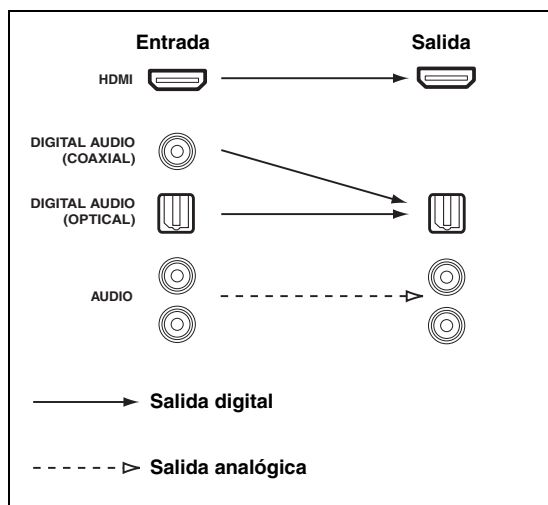 Entrada Salida
HDMI
DIGITAL AUDIO
(COAXIAL)
DIGITAL AUDIO
(OPTICAL)
AUDIO
Salida digital
Salida analógica